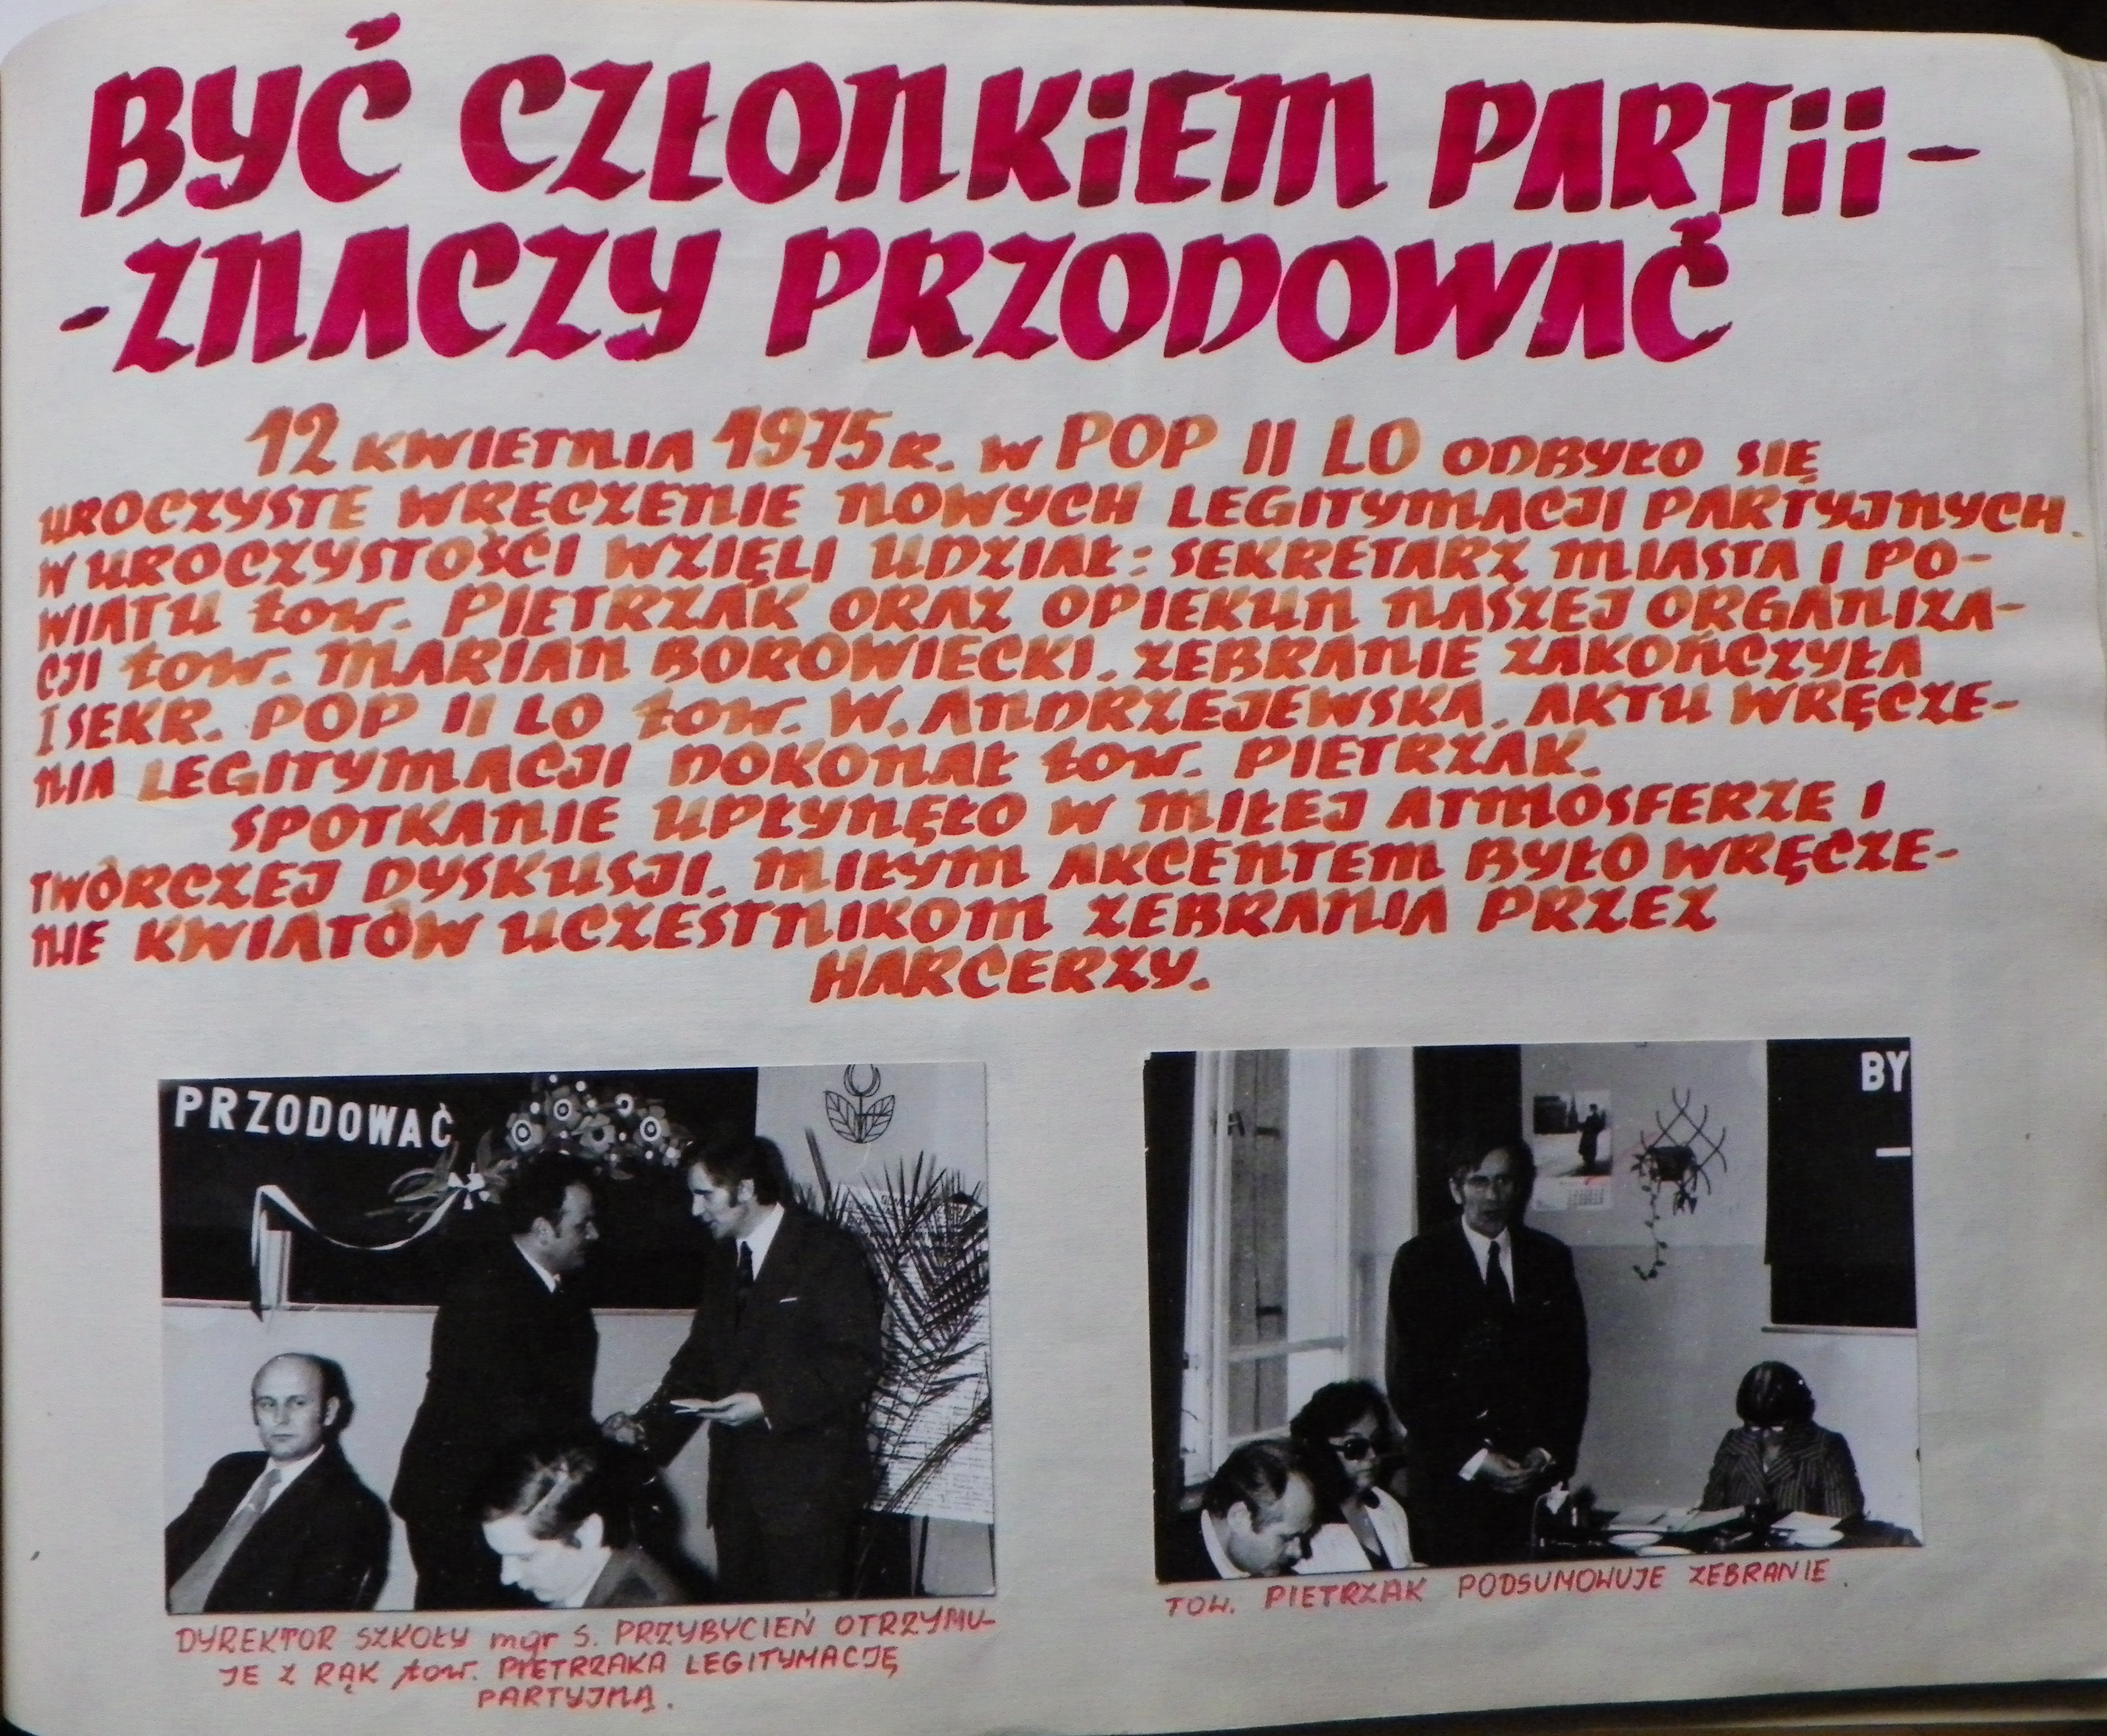 BYĆ CZŁONKiEM PARTii -
- ZNACZY PRZODOWAĆ
12 KWIETNIA 1975 R. W POP II LO ODBYŁO SIĘ
UROCZYSTE WRĘCZENIE NOWYCH LEGITYMACJI PARTYJNYCH.
W UROCZYSTOŚCI WZIĘLI UDZIAŁ: SEKRETARZ MIASTA I PO-
WIATU tow. PIETRZAK ORAZ OPIEKUN NASZEJ ORGANIZA-
CJI tow. MARIAN BOROWIECKI. ZEBRANIE ZAKOŃCZYŁA
I SEKR. POP II LO tow. W. ANDRZEJEWSKA. AKTU WRĘCZE-
NIA LEGITYMACJI DOKONAŁ tow. PIETRZAK.
SPOTKANIE UPŁYNĘŁO W MIŁEJ ATMOSFERZE I
TWÓRCZEJ DYSKUSJI. MIŁYM AKCENTEM BYŁO WRĘCZE-
NIE KWIATÓW UCZESTNIKOM ZEBRANIA PRZEZ
HARCERZY.
PRZODOWAĆ
BY
—
DYREKTOR SZKOŁY mgr S. PRZYBYCIEŃ OTRZYMU-
JE Z RĄK tow. PIETRZAKA LEGITYMACJĘ
PARTYJNĄ.
TOW. PIETRZAK PODSUMOWUJE ZEBRANIE.